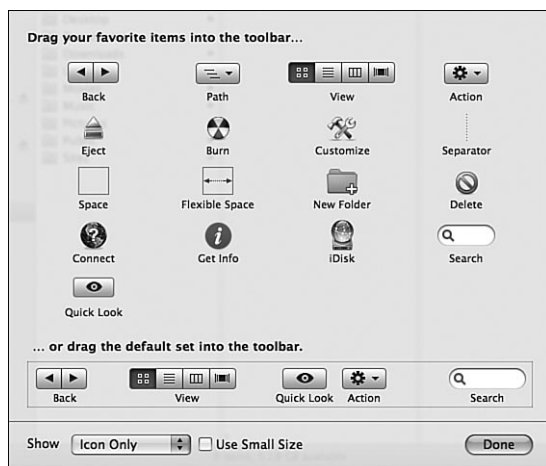 Drag your favorite items into the toolbar...
Back Path View Action
Eject Burn Customize Separator
Space Flexible Space New Folder Delete
Connect Get Info iDisk Search
Quick Look
... or drag the default set into the toolbar.
Back View Quick Look Action Search
Show Icon Only Use Small Size Done